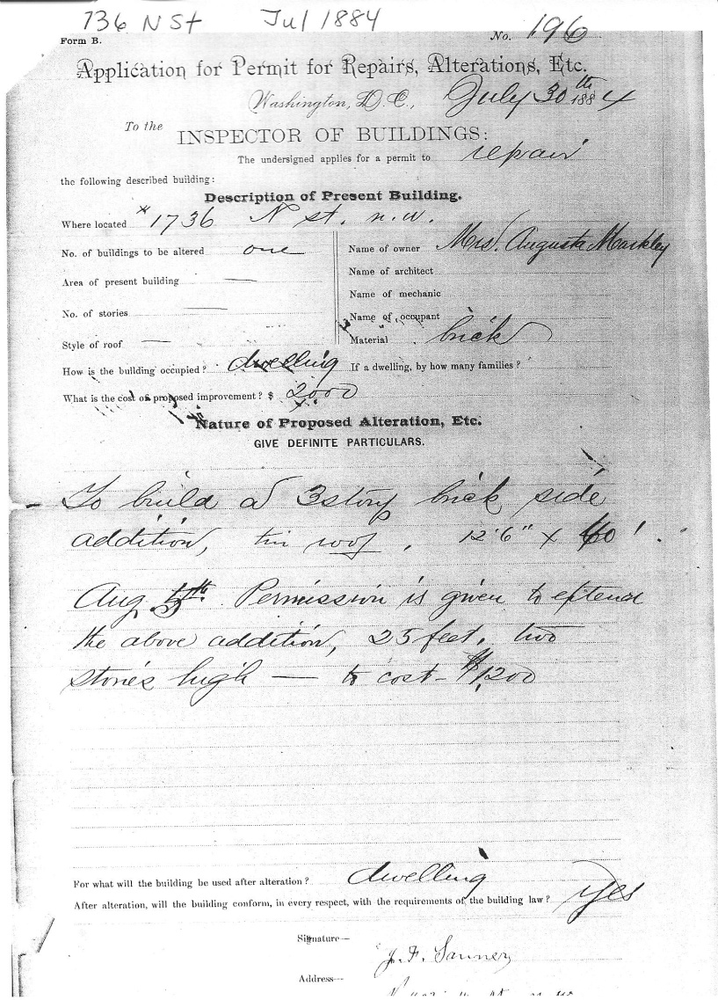 736 N St Jul 1884
Form B. No. 196
Application for Permit for Repairs, Alterations, Etc.
Washington, D. C., July 30th 1884
To the
INSPECTOR OF BUILDINGS:
The undersigned applies for a permit to repair
the following described building:
Description of Present Building.
Where located 1736 N st. n.w.
No. of buildings to be altered one
Name of owner Mrs. Augusta Markley
Area of present building —
Name of architect
Name of mechanic
No. of stories —
Name of occupant
Style of roof —
Material brick
How is the building occupied? dwelling If a dwelling, by how many families?
What is the cost of proposed improvement? $ 2000
Nature of Proposed Alteration, Etc.
GIVE DEFINITE PARTICULARS.
To build a 3 story brick side
addition, tin roof, 12'6" x 60'.
Aug 5th. Permission is given to extend
the above addition, 25 feet, two
stories high — to cost - $1,200
For what will the building be used after alteration? dwelling
After alteration, will the building conform, in every respect, with the requirements of the building law? Yes
Signature— J. F.
Address—